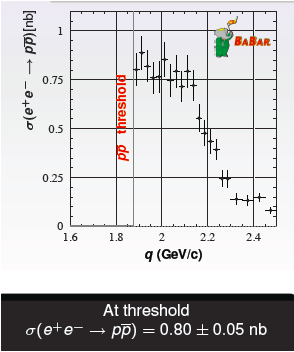 σ(e⁺e⁻ → pp̅)[nb]
1
0.75
0.5
0.25
0
pp̅ threshold
BABAR
1.6
1.8
2
2.2
2.4
q (GeV/c)
At threshold
σ(e⁺e⁻ → pp̅) = 0.80 ± 0.05 nb